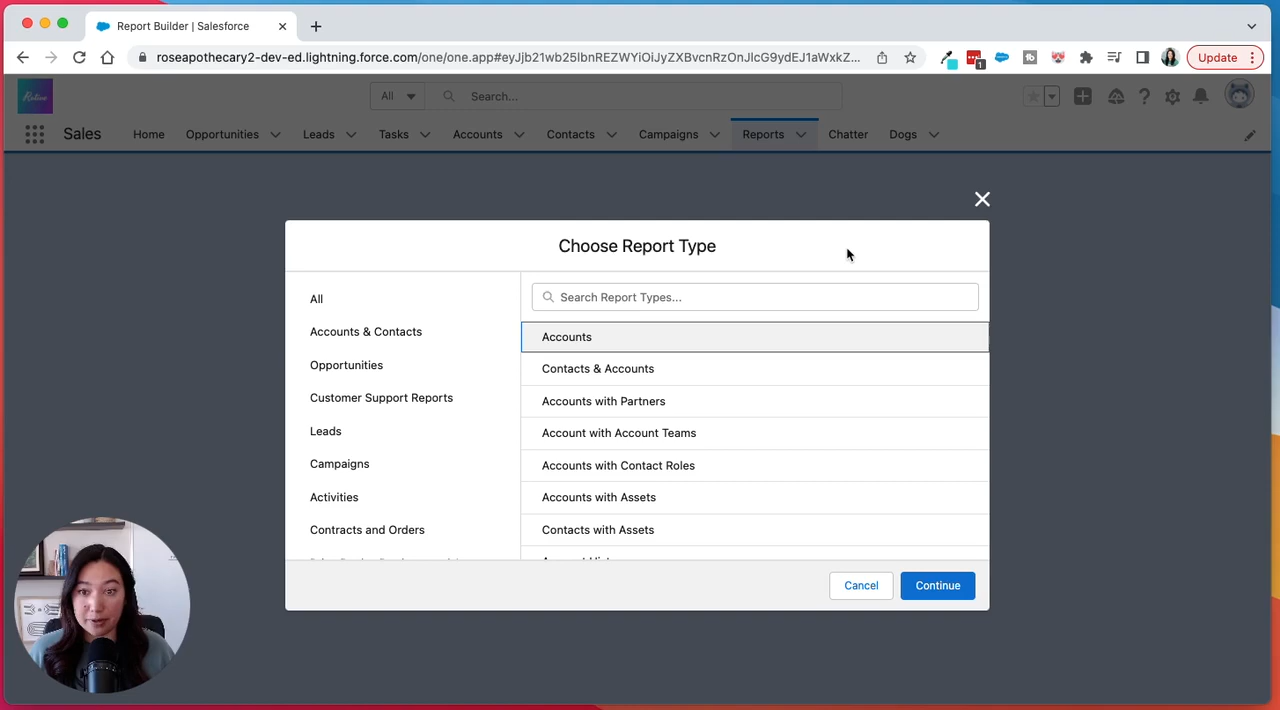 Report Builder | Salesforce
roseapothecary2-dev-ed.lightning.force.com/one/one.app#eyJjb21wb25lbnREZWYiOiJyZXBvcnRzOnJlcG9ydEJ1aWxkZ...
1
Update
All
Search...
Sales
Home
Opportunities
Leads
Tasks
Accounts
Contacts
Campaigns
Reports
Chatter
Dogs
Choose Report Type
All
Accounts & Contacts
Opportunities
Customer Support Reports
Leads
Campaigns
Activities
Contracts and Orders
Search Report Types...
Accounts
Contacts & Accounts
Accounts with Partners
Account with Account Teams
Accounts with Contact Roles
Accounts with Assets
Contacts with Assets
Cancel
Continue